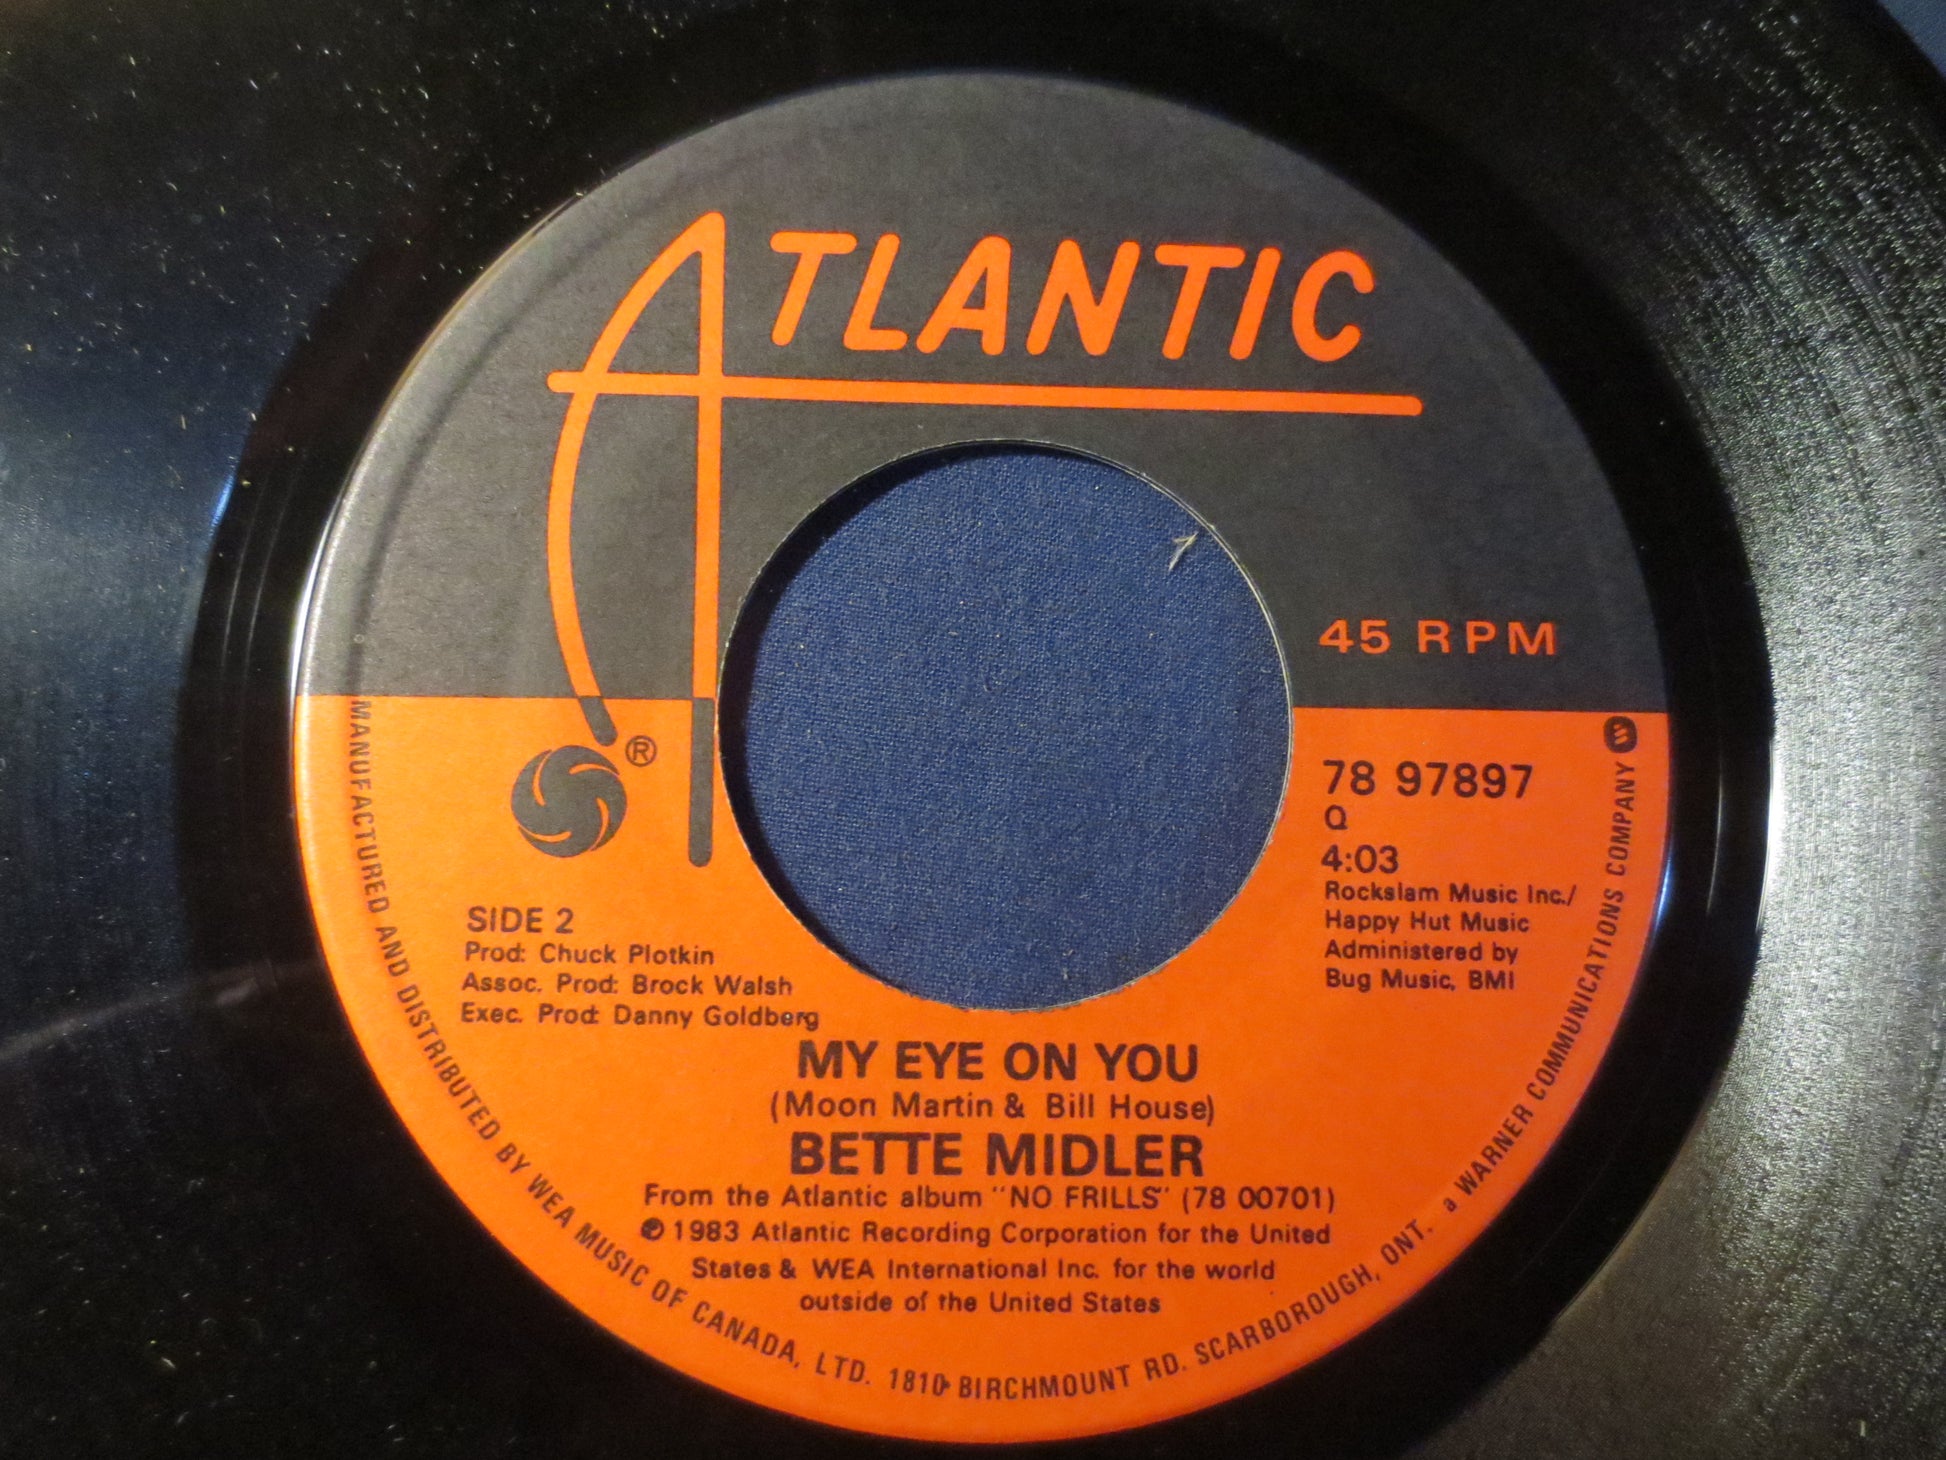 ATLANTIC
45 RPM
®
78 97897
Q
4:03
Rockslam Music Inc./
Happy Hut Music
Administered by
Bug Music, BMI
SIDE 2
Prod: Chuck Plotkin
Assoc. Prod: Brock Walsh
Exec. Prod: Danny Goldberg
MY EYE ON YOU
(Moon Martin & Bill House)
BETTE MIDLER
From the Atlantic album "NO FRILLS" (78 00701)
℗ 1983 Atlantic Recording Corporation for the United
States & WEA International Inc. for the world
outside of the United States
MANUFACTURED AND DISTRIBUTED BY WEA MUSIC OF CANADA, LTD. 1810 BIRCHMOUNT RD. SCARBOROUGH, ONT. a WARNER COMMUNICATIONS COMPANY